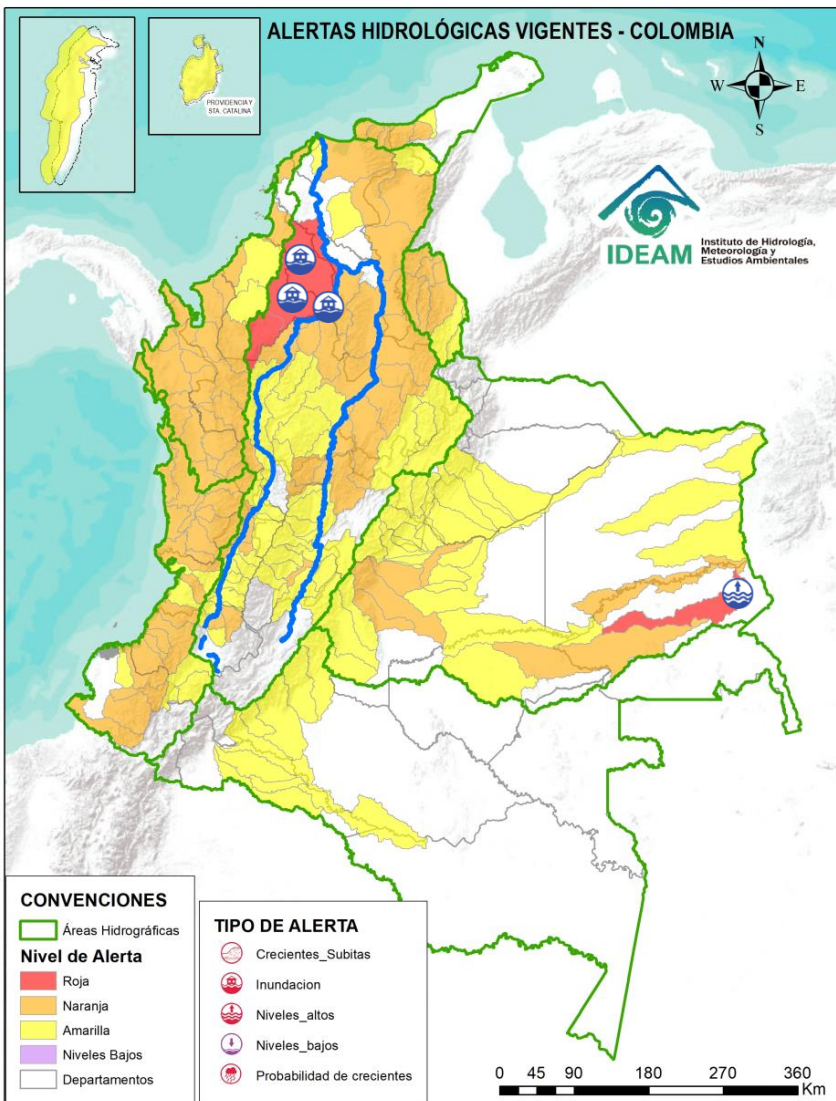 ALERTAS HIDROLÓGICAS VIGENTES - COLOMBIA
PROVIDENCIA Y
STA. CATALINA
N
W
E
S
IDEAM
Instituto de Hidrología,
Meteorología y
Estudios Ambientales
CONVENCIONES
Áreas Hidrográficas
Nivel de Alerta
Roja
Naranja
Amarilla
Niveles Bajos
Departamentos
TIPO DE ALERTA
Crecientes_Subitas
Inundacion
Niveles_altos
Niveles_bajos
Probabilidad de crecientes
0 45 90 180 270 360
Km